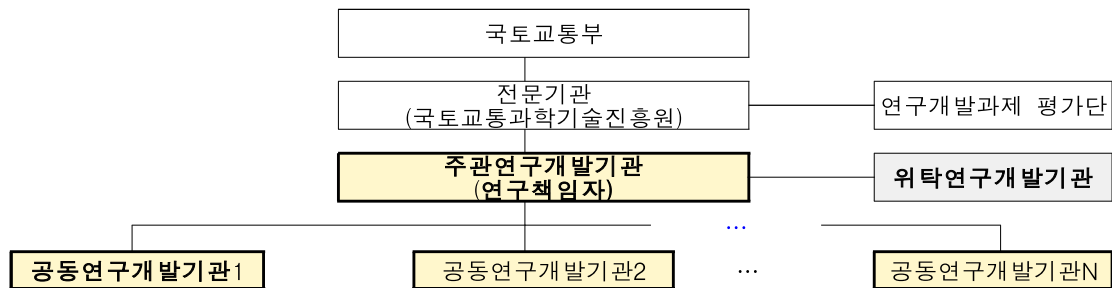 국토교통부
전문기관
(국토교통과학기술진흥원)
연구개발과제 평가단
주관연구개발기관
(연구책임자)
위탁연구개발기관
...
공동연구개발기관1
공동연구개발기관2
...
공동연구개발기관N